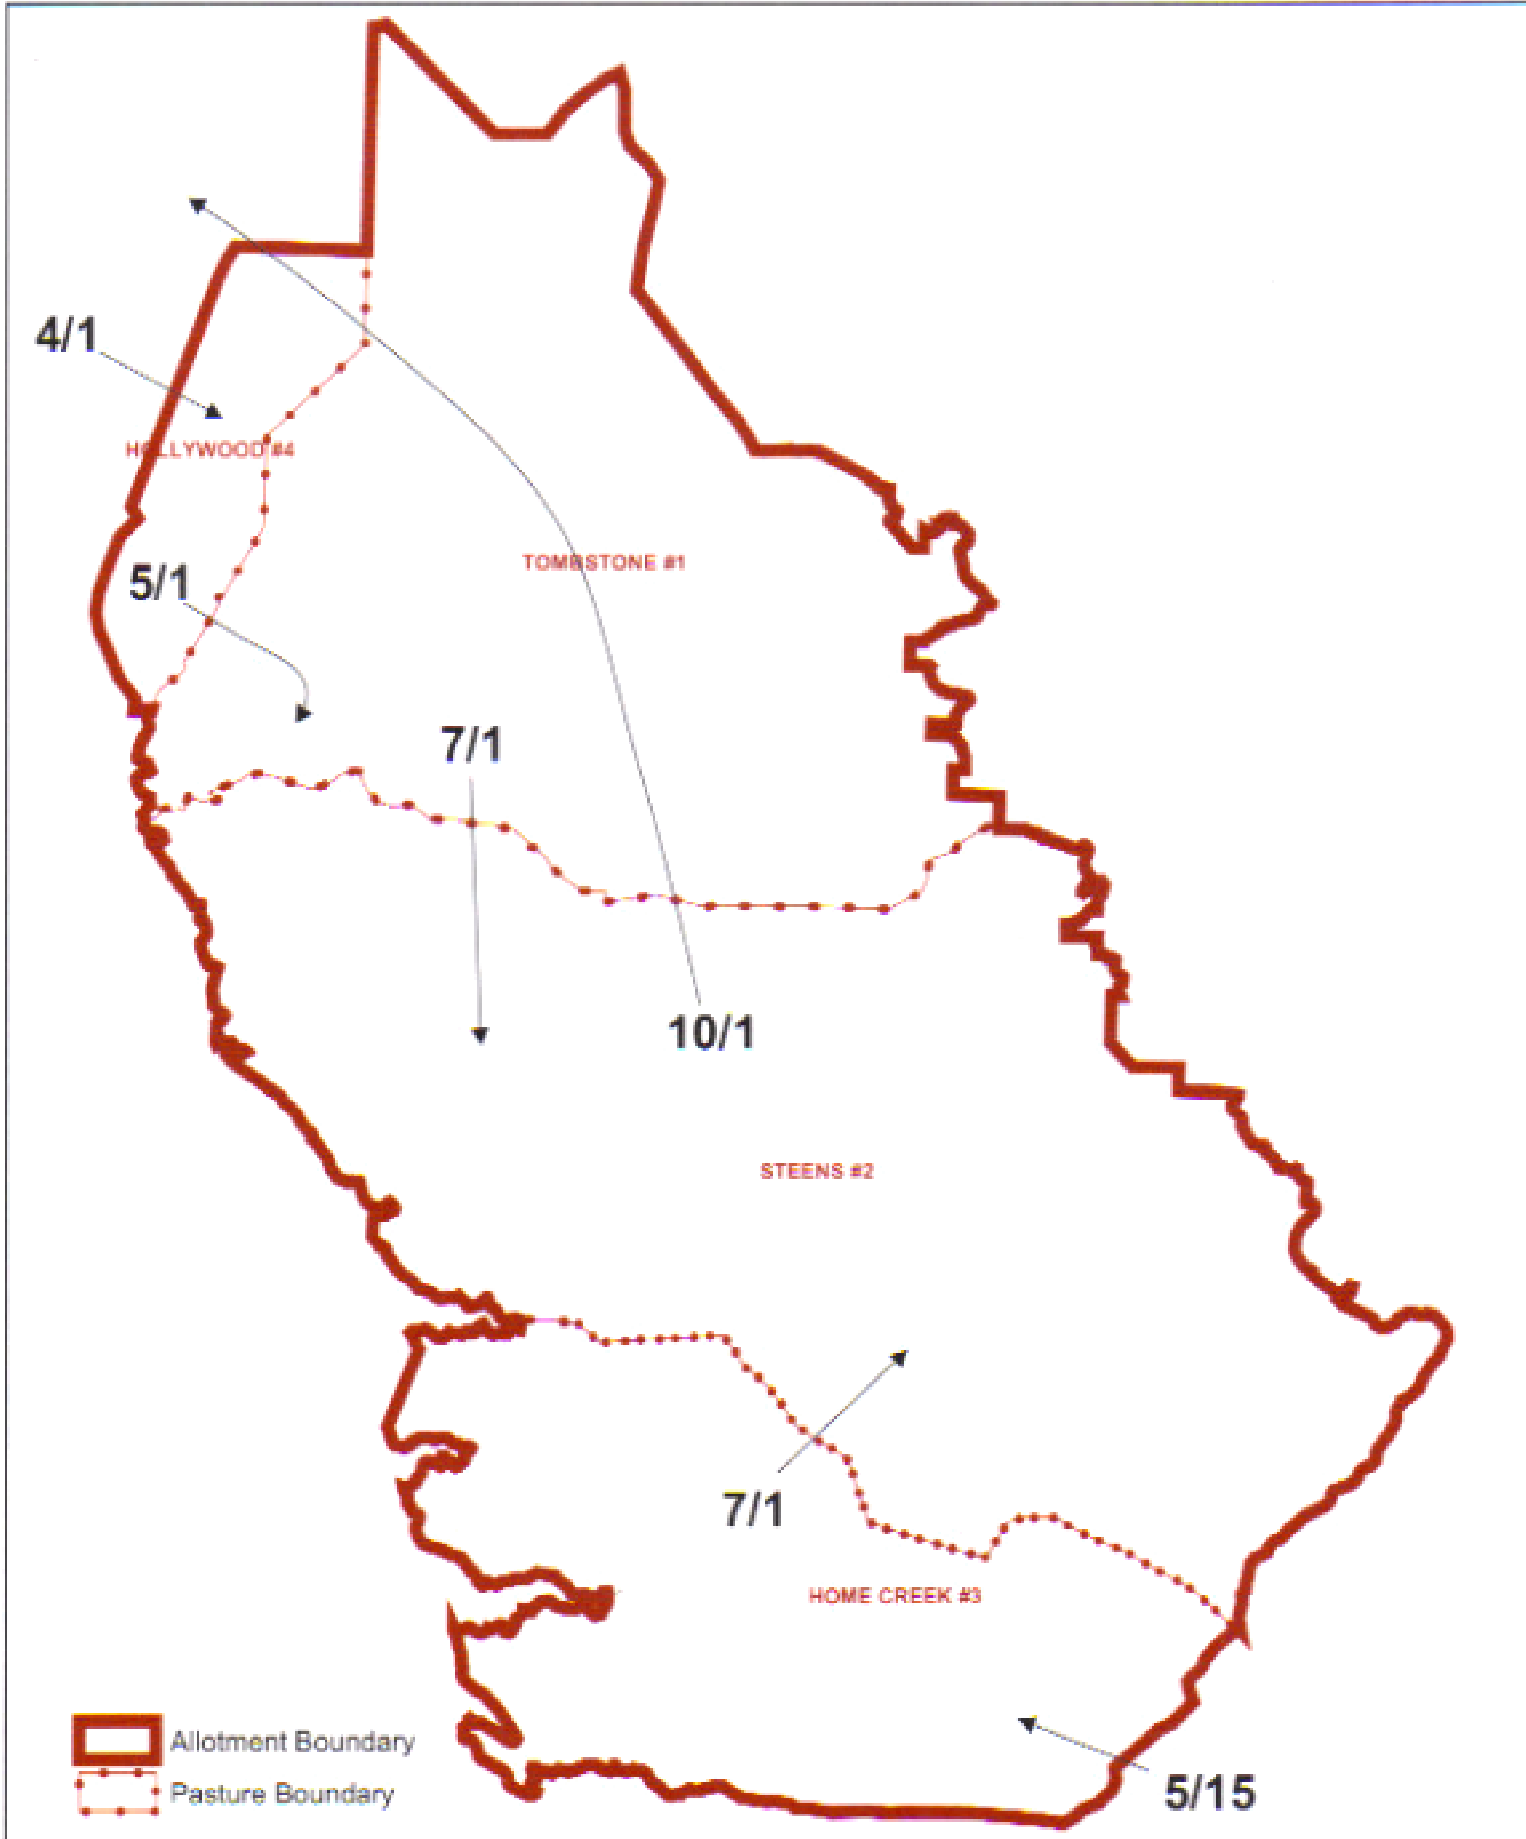 4/1
HOLLYWOOD #4
TOMBSTONE #1
5/1
7/1
10/1
STEENS #2
7/1
HOME CREEK #3
Allotment Boundary
Pasture Boundary
5/15